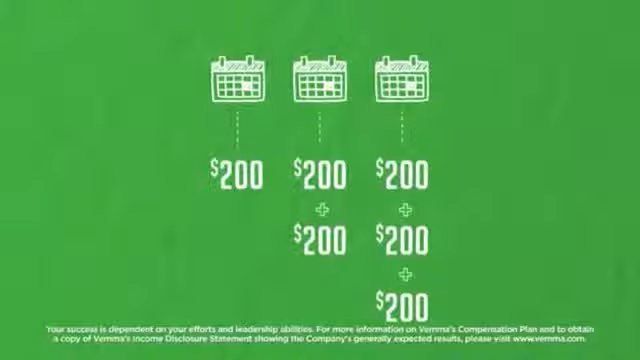 $200 $200 $200
+ +
$200 $200
+
$200
Your success is dependent on your efforts and leadership abilities. For more information on Vemma's Compensation Plan and to obtain
a copy of Vemma's Income Disclosure Statement showing the Company's generally expected results, please visit www.vemma.com.